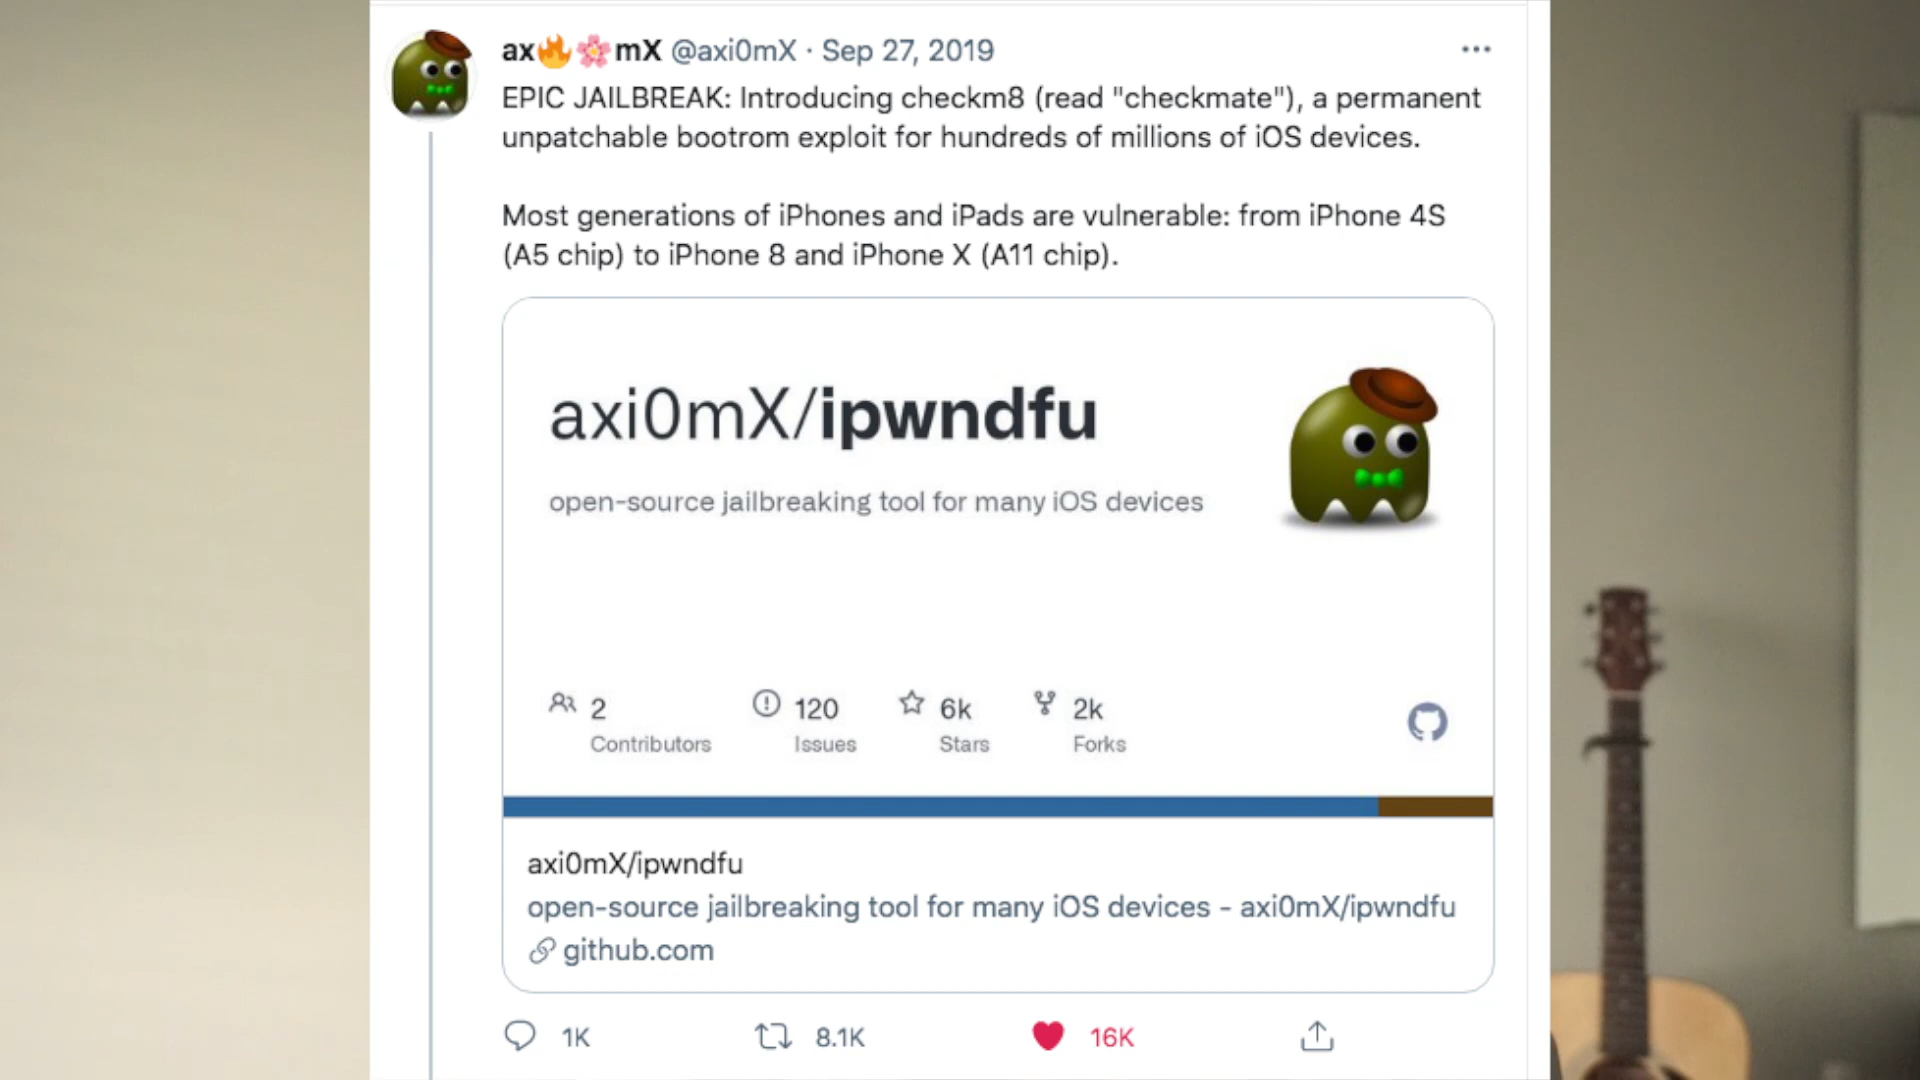 ax🔥🌸mX @axi0mX · Sep 27, 2019
EPIC JAILBREAK: Introducing checkm8 (read "checkmate"), a permanent
unpatchable bootrom exploit for hundreds of millions of iOS devices.
Most generations of iPhones and iPads are vulnerable: from iPhone 4S
(A5 chip) to iPhone 8 and iPhone X (A11 chip).
axi0mX/ipwndfu
open-source jailbreaking tool for many iOS devices
2 120 6k 2k
Contributors Issues Stars Forks
axi0mX/ipwndfu
open-source jailbreaking tool for many iOS devices - axi0mX/ipwndfu
github.com
1K 8.1K 16K